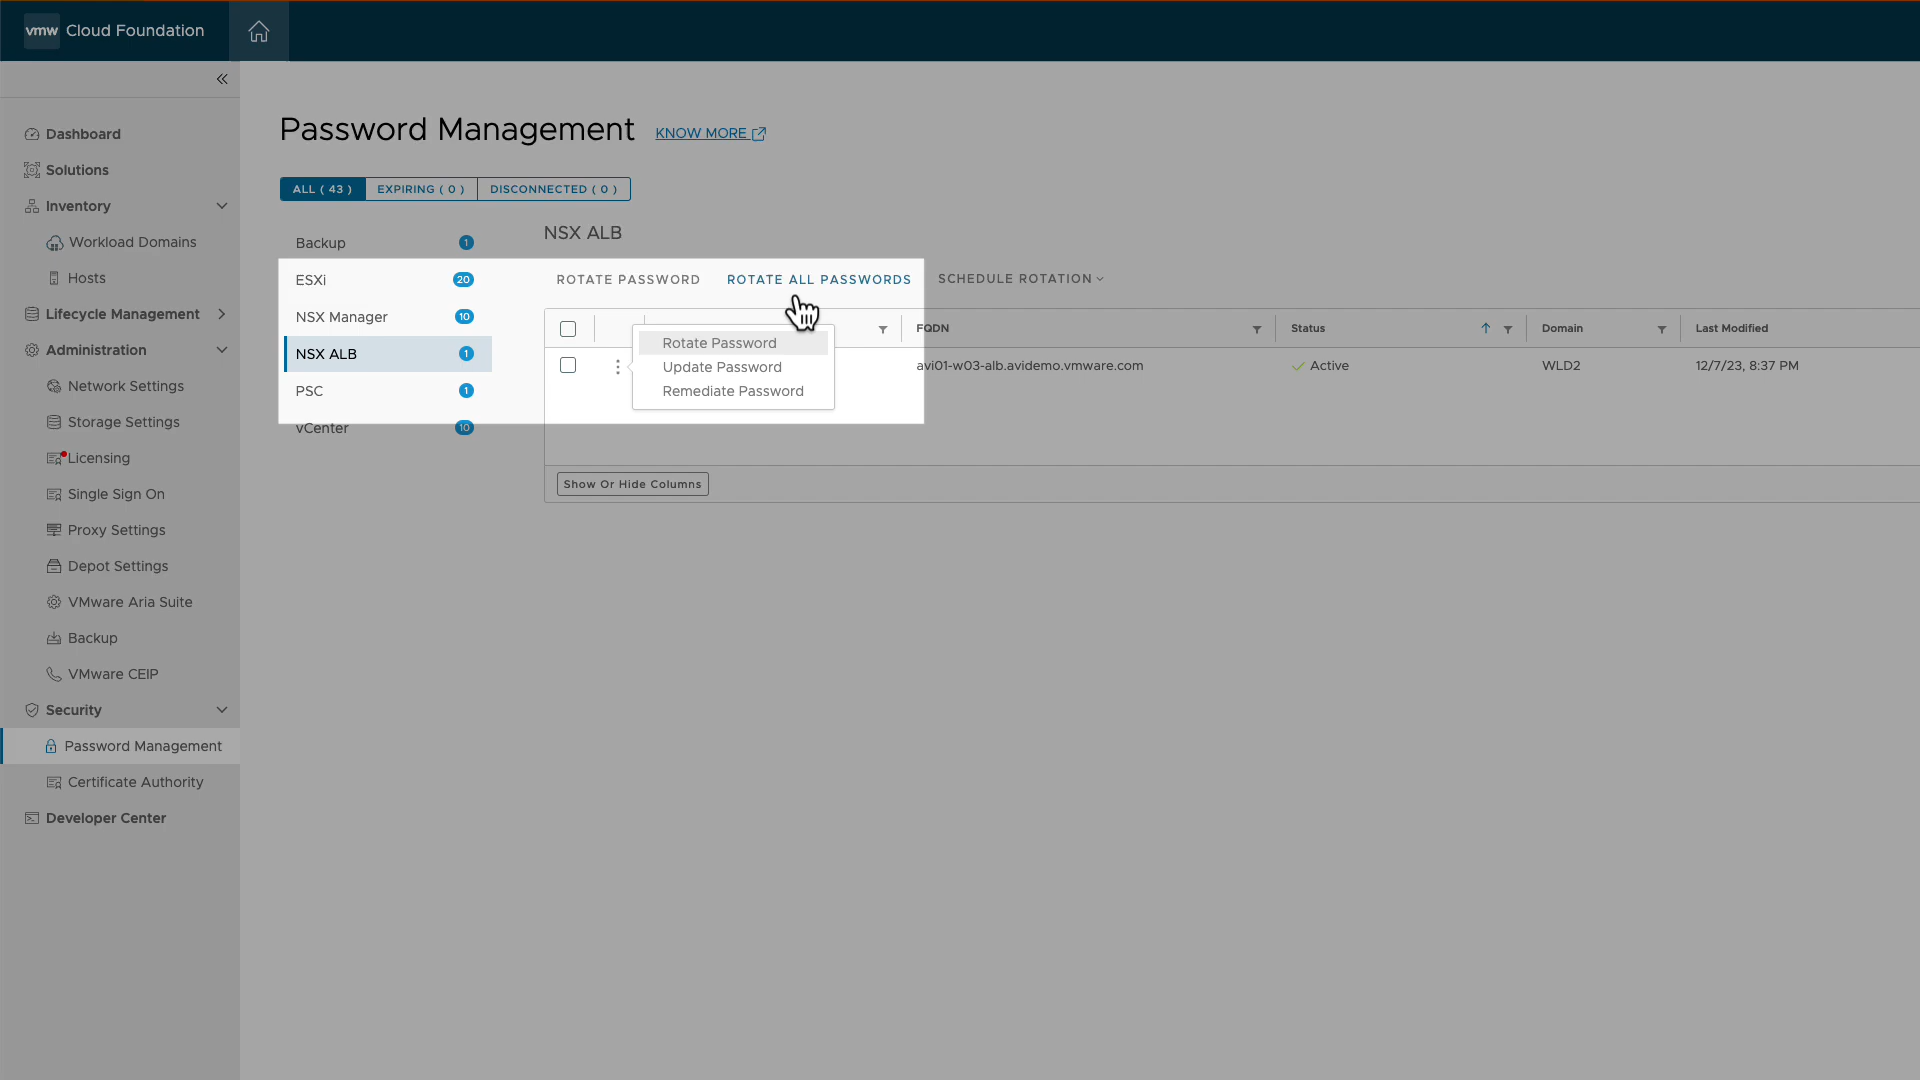 vmw Cloud Foundation
Dashboard
Solutions
Inventory
Workload Domains
Hosts
Lifecycle Management
Administration
Network Settings
Storage Settings
Licensing
Single Sign On
Proxy Settings
Depot Settings
VMware Aria Suite
Backup
VMware CEIP
Security
Password Management
Certificate Authority
Developer Center
Password Management KNOW MORE
ALL ( 43 ) EXPIRING ( 0 ) DISCONNECTED ( 0 )
Backup 1
ESXi 20
NSX Manager 10
NSX ALB 1
PSC 1
vCenter 10
NSX ALB
ROTATE PASSWORD ROTATE ALL PASSWORDS SCHEDULE ROTATION
FQDN Status Domain Last Modified
avi01-w03-alb.avidemo.vmware.com Active WLD2 12/7/23, 8:37 PM
Rotate Password
Update Password
Remediate Password
Show Or Hide Columns